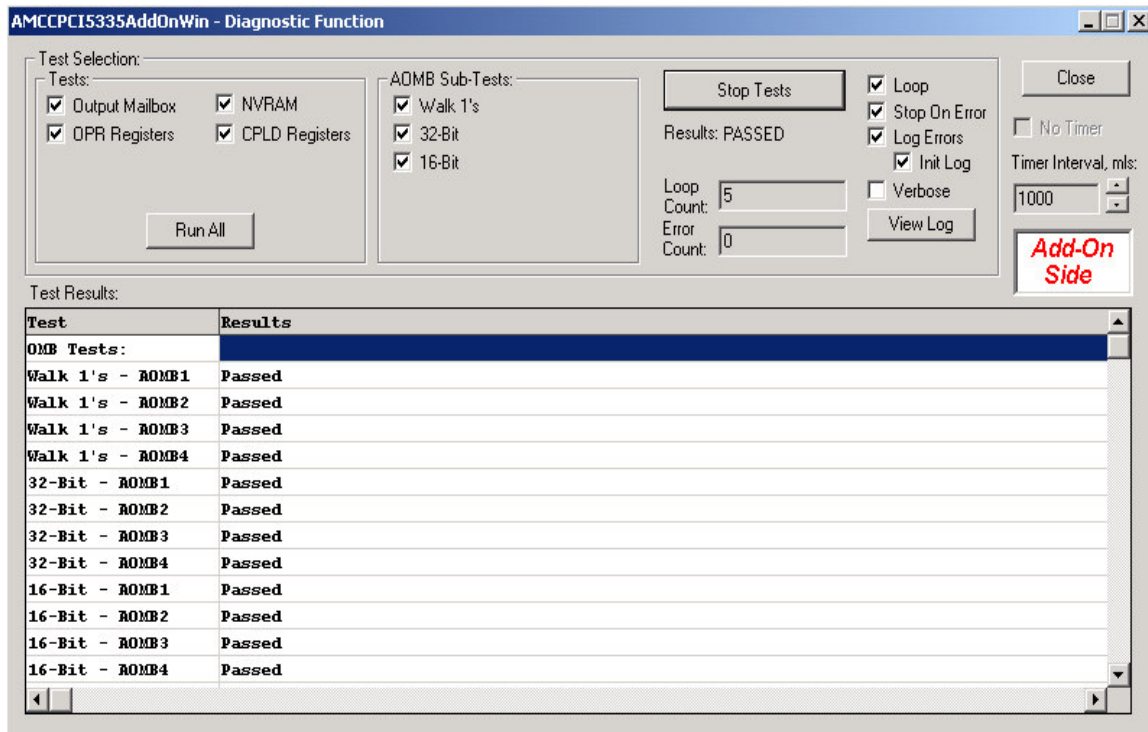 AMCCPCI5335AddOnWin - Diagnostic Function
Test Selection:
Tests:
Output Mailbox
NVRAM
OPR Registers
CPLD Registers
Run All
AOMB Sub-Tests:
Walk 1's
32-Bit
16-Bit
Stop Tests
Results: PASSED
Loop
Count:
5
Error
Count:
0
Loop
Stop On Error
Log Errors
Init Log
Verbose
View Log
Close
No Timer
Timer Interval, mls:
1000
Add-On
Side
Test Results:
Test Results
OMB Tests:
Walk 1's - AOMB1 Passed
Walk 1's - AOMB2 Passed
Walk 1's - AOMB3 Passed
Walk 1's - AOMB4 Passed
32-Bit - AOMB1 Passed
32-Bit - AOMB2 Passed
32-Bit - AOMB3 Passed
32-Bit - AOMB4 Passed
16-Bit - AOMB1 Passed
16-Bit - AOMB2 Passed
16-Bit - AOMB3 Passed
16-Bit - AOMB4 Passed